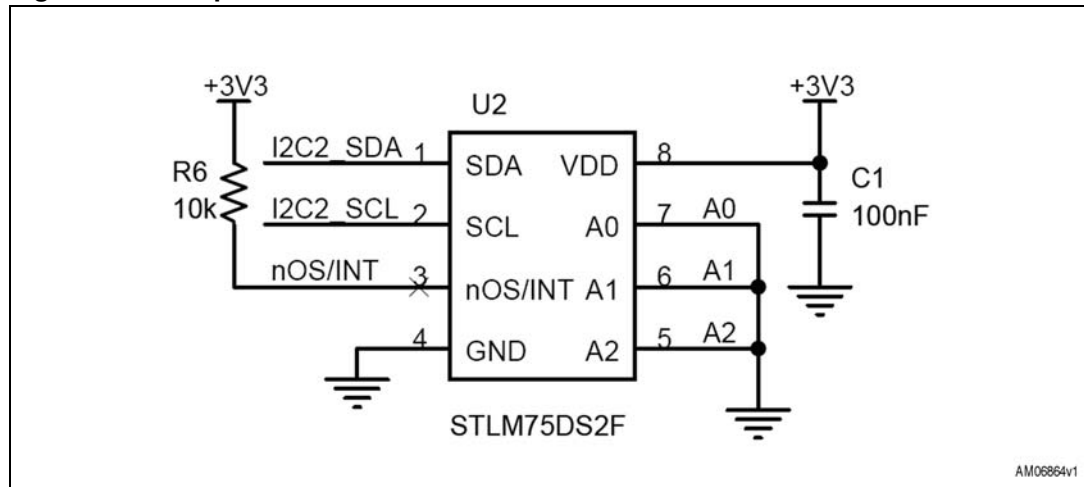 +3V3
+3V3
U2
I2C2_SDA 1 SDA VDD 8
R6
10k
C1
100nF
I2C2_SCL 2 SCL A0 7 A0
nOS/INT 3 nOS/INT A1 6 A1
4 GND A2 5 A2
STLM75DS2F
AM06864v1